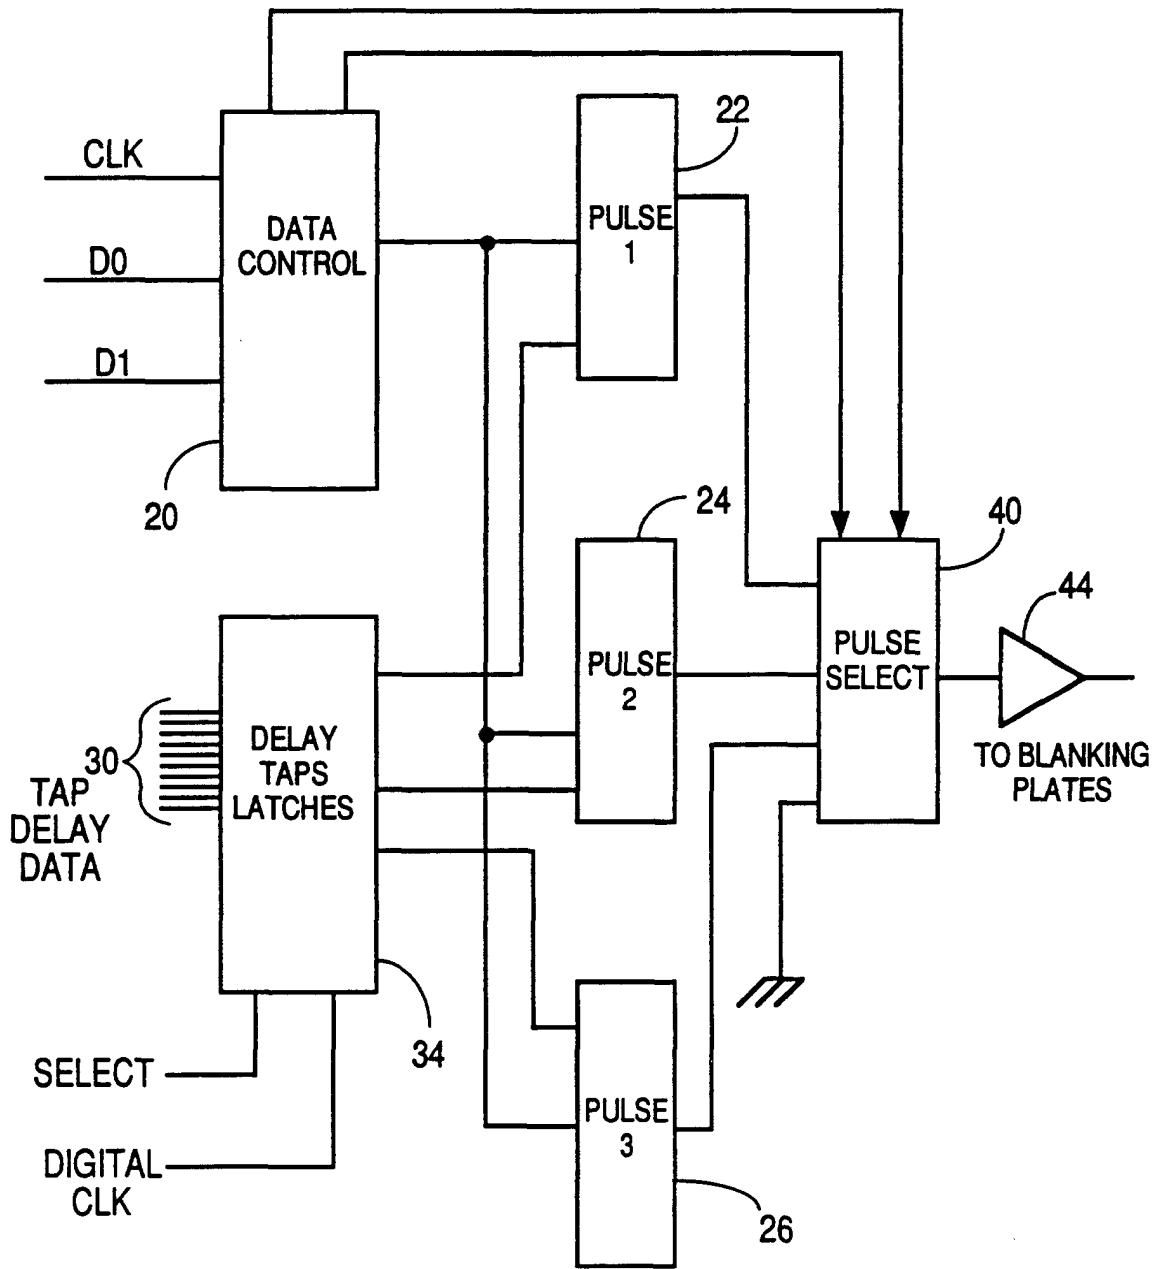 22
CLK
DATA
CONTROL
PULSE
1
D0
D1
20
24
40
44
PULSE
2
PULSE
SELECT
30
TAP
DELAY
DATA
DELAY
TAPS
LATCHES
TO BLANKING
PLATES
34
SELECT
PULSE
3
DIGITAL
CLK
26